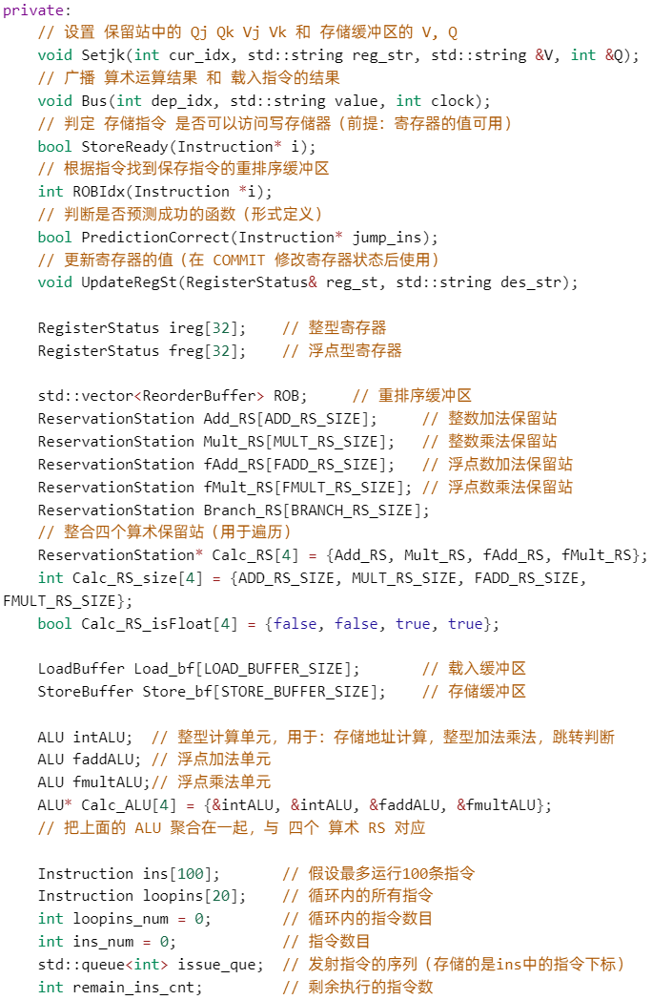 private:
    // 设置 保留站中的 Qj Qk Vj Vk 和 存储缓冲区的 V, Q
    void Setjk(int cur_idx, std::string reg_str, std::string &V, int &Q);
    // 广播 算术运算结果 和 载入指令的结果
    void Bus(int dep_idx, std::string value, int clock);
    // 判定 存储指令 是否可以访问写存储器（前提：寄存器的值可用）
    bool StoreReady(Instruction* i);
    // 根据指令找到保存指令的重排序缓冲区
    int ROBIdx(Instruction *i);
    // 判断是否预测成功的函数（形式定义）
    bool PredictionCorrect(Instruction* jump_ins);
    // 更新寄存器的值（在 COMMIT 修改寄存器状态后使用）
    void UpdateRegSt(RegisterStatus& reg_st, std::string des_str);

    RegisterStatus ireg[32];    // 整型寄存器
    RegisterStatus freg[32];    // 浮点型寄存器

    std::vector<ReorderBuffer> ROB;     // 重排序缓冲区
    ReservationStation Add_RS[ADD_RS_SIZE];      // 整数加法保留站
    ReservationStation Mult_RS[MULT_RS_SIZE];   // 整数乘法保留站
    ReservationStation fAdd_RS[FADD_RS_SIZE];   // 浮点数加法保留站
    ReservationStation fMult_RS[FMULT_RS_SIZE]; // 浮点数乘法保留站
    ReservationStation Branch_RS[BRANCH_RS_SIZE];
    // 整合四个算术保留站（用于遍历）
    ReservationStation* Calc_RS[4] = {Add_RS, Mult_RS, fAdd_RS, fMult_RS};
    int Calc_RS_size[4] = {ADD_RS_SIZE, MULT_RS_SIZE, FADD_RS_SIZE,
FMULT_RS_SIZE};
    bool Calc_RS_isFloat[4] = {false, false, true, true};

    LoadBuffer Load_bf[LOAD_BUFFER_SIZE];       // 载入缓冲区
    StoreBuffer Store_bf[STORE_BUFFER_SIZE];    // 存储缓冲区

    ALU intALU;  // 整型计算单元，用于：存储地址计算，整型加法乘法，跳转判断
    ALU faddALU; // 浮点加法单元
    ALU fmultALU;// 浮点乘法单元
    ALU* Calc_ALU[4] = {&intALU, &intALU, &faddALU, &fmultALU};
    // 把上面的 ALU 聚合在一起，与 四个 算术 RS 对应

    Instruction ins[100];       // 假设最多运行100条指令
    Instruction loopins[20];    // 循环内的所有指令
    int loopins_num = 0;        // 循环内的指令数目
    int ins_num = 0;            // 指令数目
    std::queue<int> issue_que;  // 发射指令的序列（存储的是ins中的指令下标）
    int remain_ins_cnt;         // 剩余执行的指令数